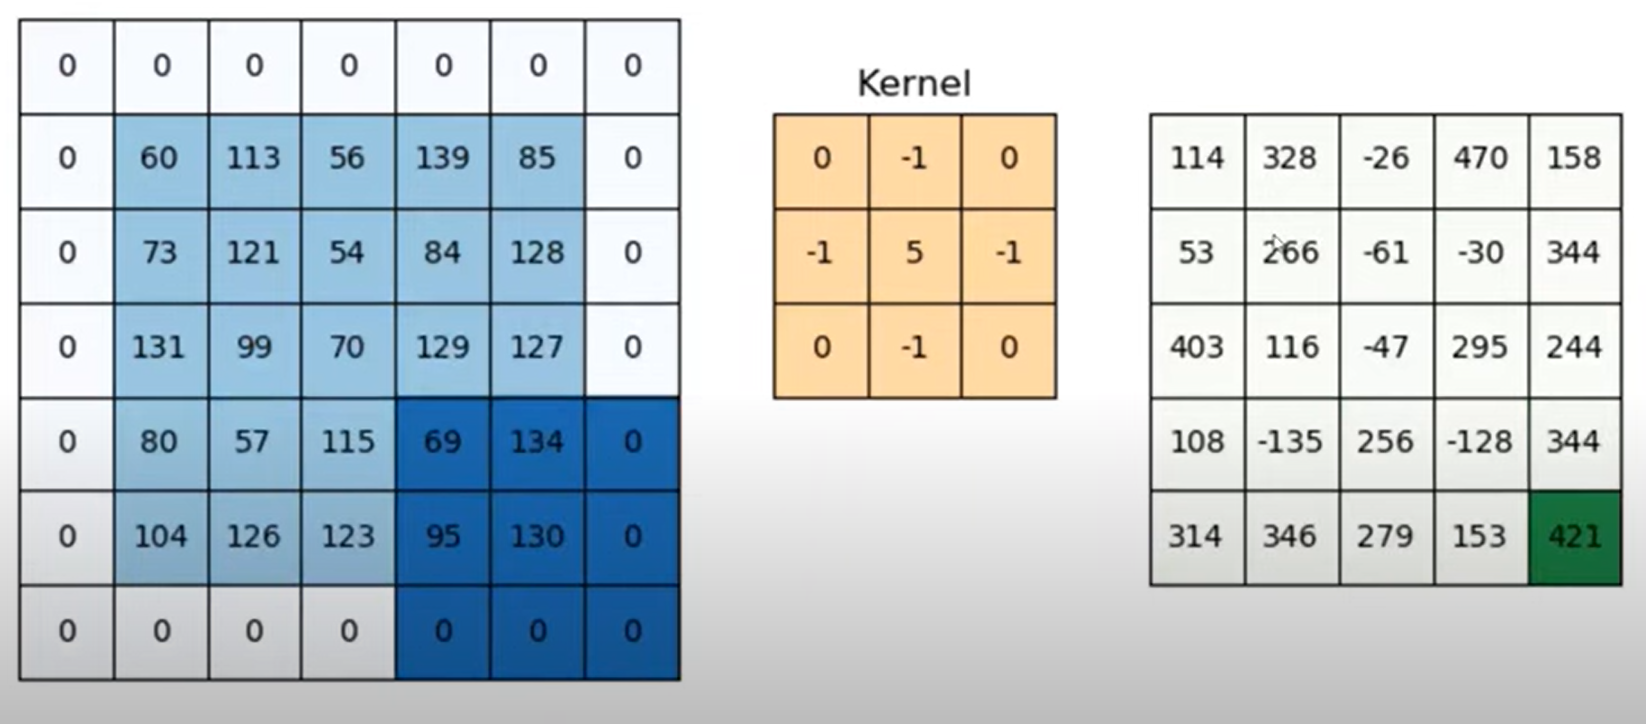 0 0 0 0 0 0 0
0 60 113 56 139 85 0
0 73 121 54 84 128 0
0 131 99 70 129 127 0
0 80 57 115 69 134 0
0 104 126 123 95 130 0
0 0 0 0 0 0 0
Kernel
0 -1 0
-1 5 -1
0 -1 0
114 328 -26 470 158
53 266 -61 -30 344
403 116 -47 295 244
108 -135 256 -128 344
314 346 279 153 421